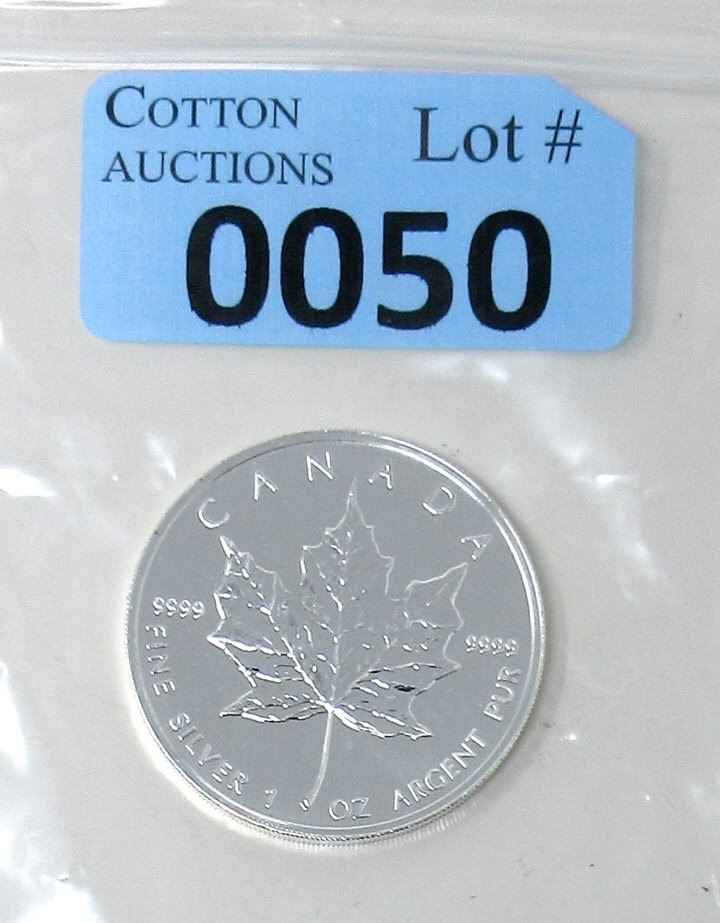 COTTON
AUCTIONS
Lot #
0050
CANADA
9999
9999
FINE SILVER 1 OZ ARGENT PUR